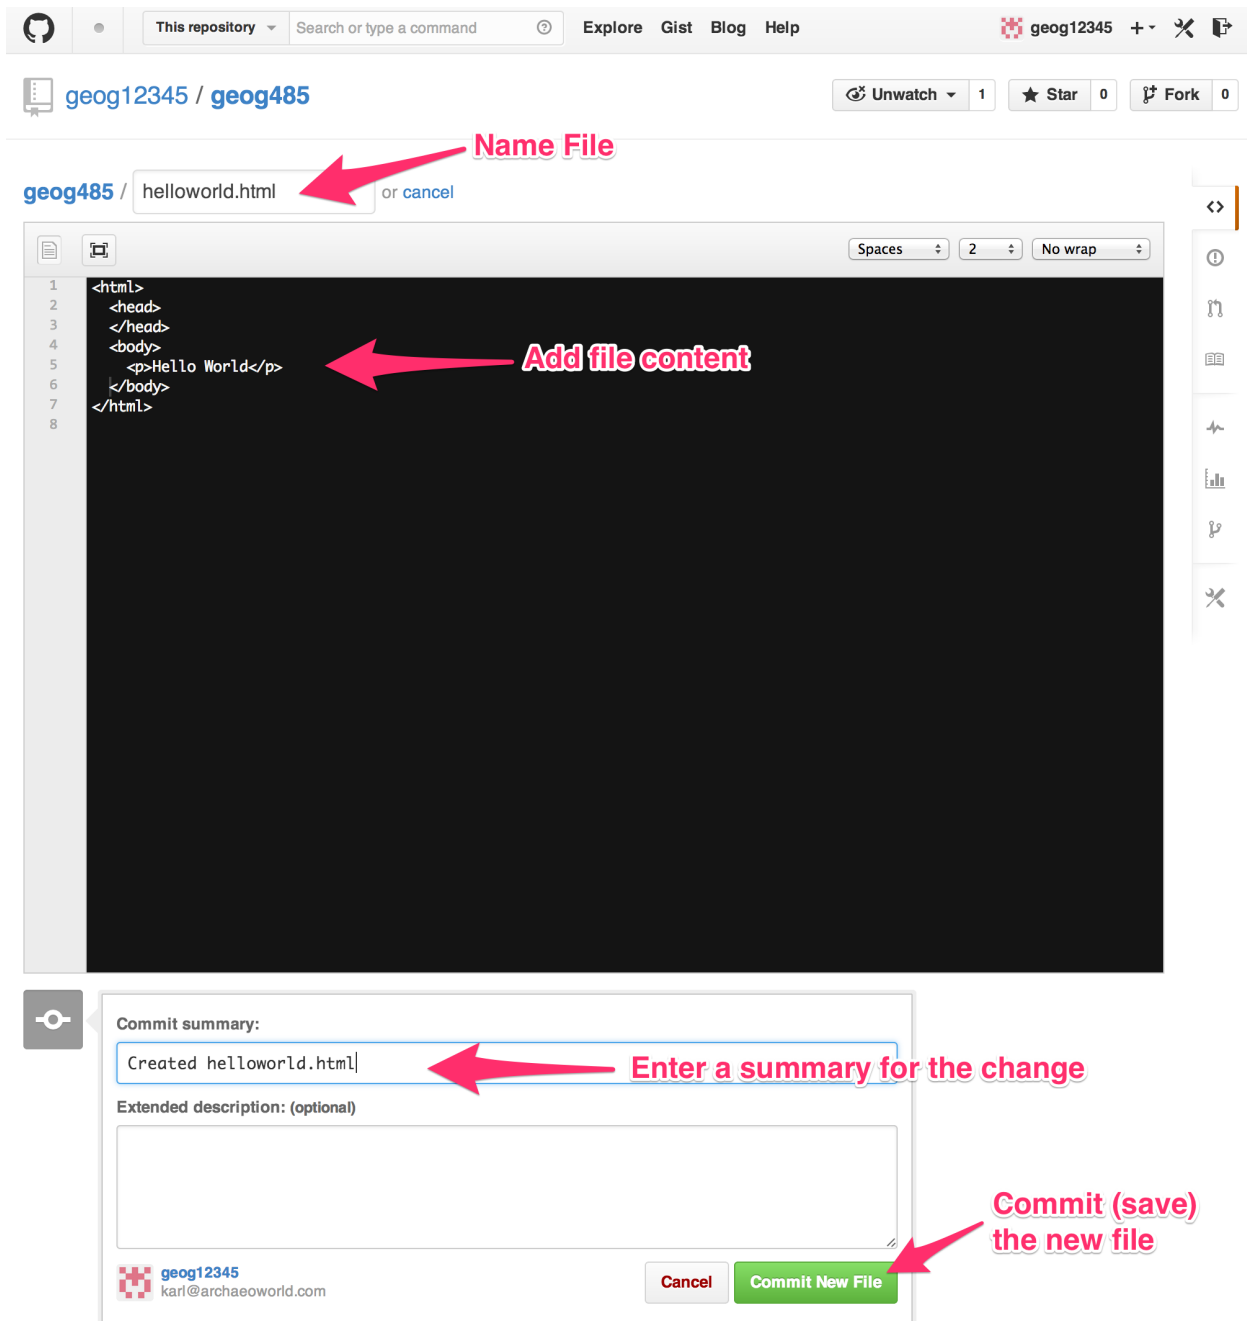 This repository Search or type a command Explore Gist Blog Help geog12345
geog12345 / geog485 Unwatch 1 Star 0 Fork 0
Name File
geog485 / helloworld.html or cancel
Spaces 2 No wrap
1 <html>
2   <head>
3   </head>
4   <body>
5     <p>Hello World</p>
6   </body>
7 </html>
8
Add file content
Commit summary:
Created helloworld.html
Enter a summary for the change
Extended description: (optional)
Commit (save)
the new file
geog12345
karl@archaeoworld.com
Cancel Commit New File